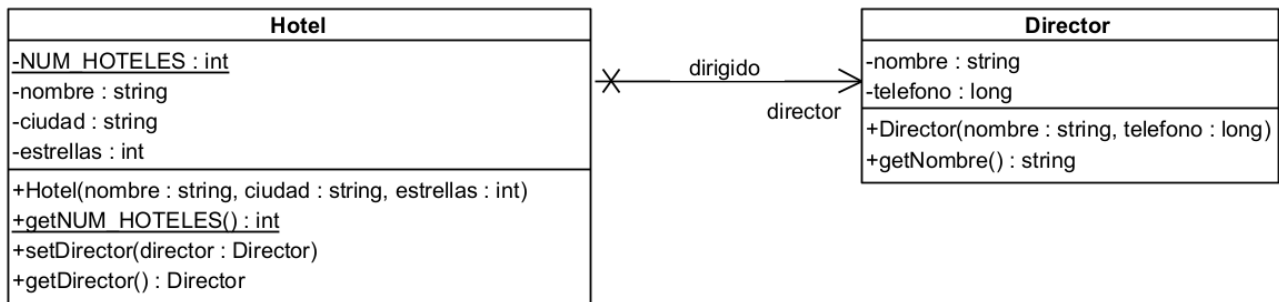 Hotel
-NUM_HOTELES : int
-nombre : string
-ciudad : string
-estrellas : int
+Hotel(nombre : string, ciudad : string, estrellas : int)
+getNUM_HOTELES() : int
+setDirector(director : Director)
+getDirector() : Director
dirigido
director
Director
-nombre : string
-telefono : long
+Director(nombre : string, telefono : long)
+getNombre() : string